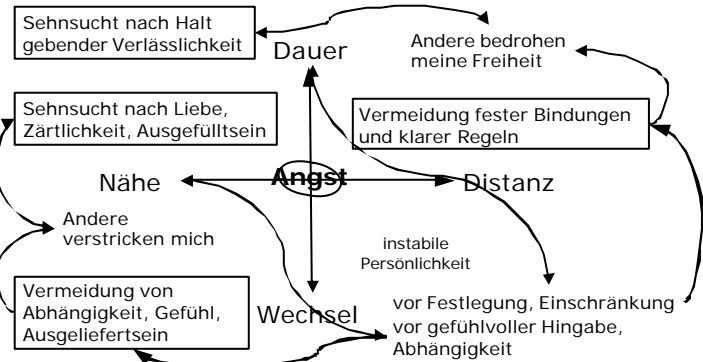 Sehnsucht nach Halt
gebender Verlässlichkeit
Dauer
Andere bedrohen
meine Freiheit
Sehnsucht nach Liebe,
Zärtlichkeit, Ausgefülltsein
Vermeidung fester Bindungen
und klarer Regeln
Nähe
Angst
Distanz
Andere
verstricken mich
instabile
Persönlichkeit
Vermeidung von
Abhängigkeit, Gefühl,
Ausgeliefertsein
Wechsel
vor Festlegung, Einschränkung
vor gefühlvoller Hingabe,
Abhängigkeit